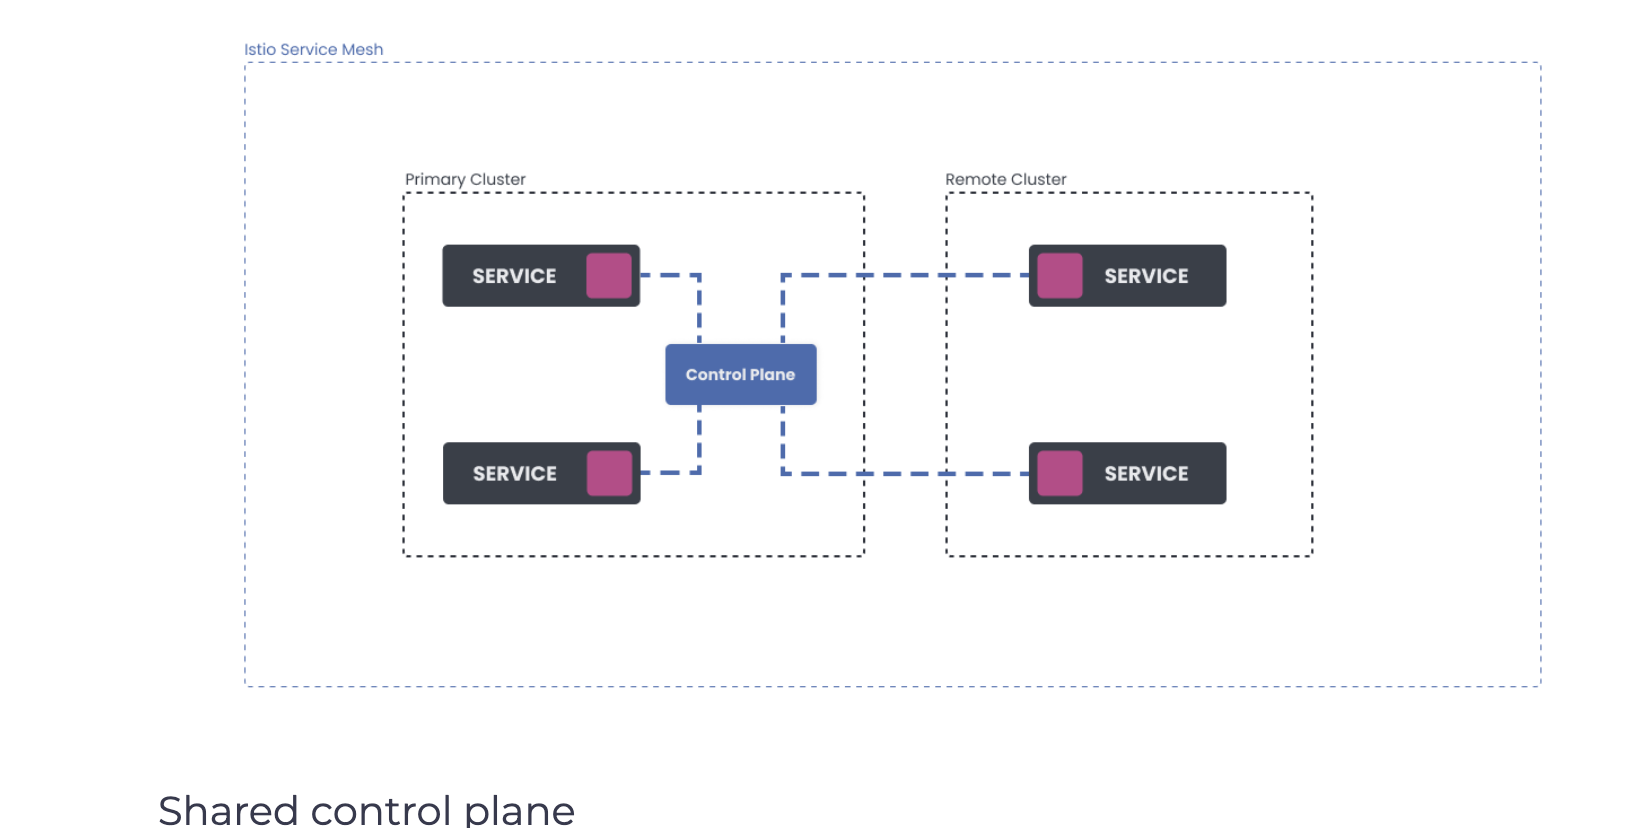 Istio Service Mesh
Primary Cluster
Remote Cluster
SERVICE
SERVICE
Control Plane
SERVICE
SERVICE
Shared control plane